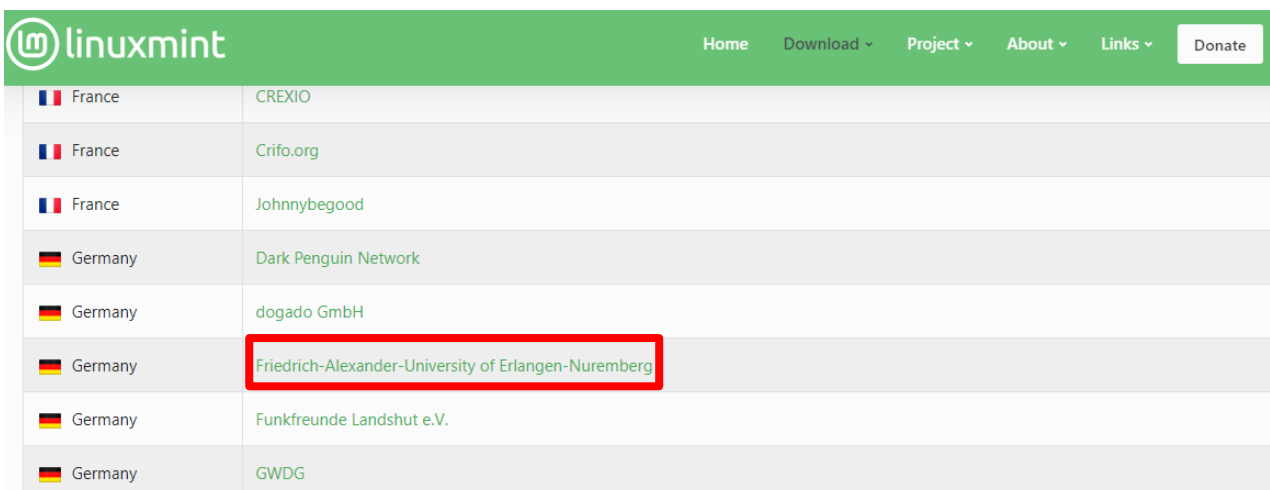 linuxmint Home Download Project About Links Donate
France CREXIO
France Crifo.org
France Johnnybegood
Germany Dark Penguin Network
Germany dogado GmbH
Germany Friedrich-Alexander-University of Erlangen-Nuremberg
Germany Funkfreunde Landshut e.V.
Germany GWDG